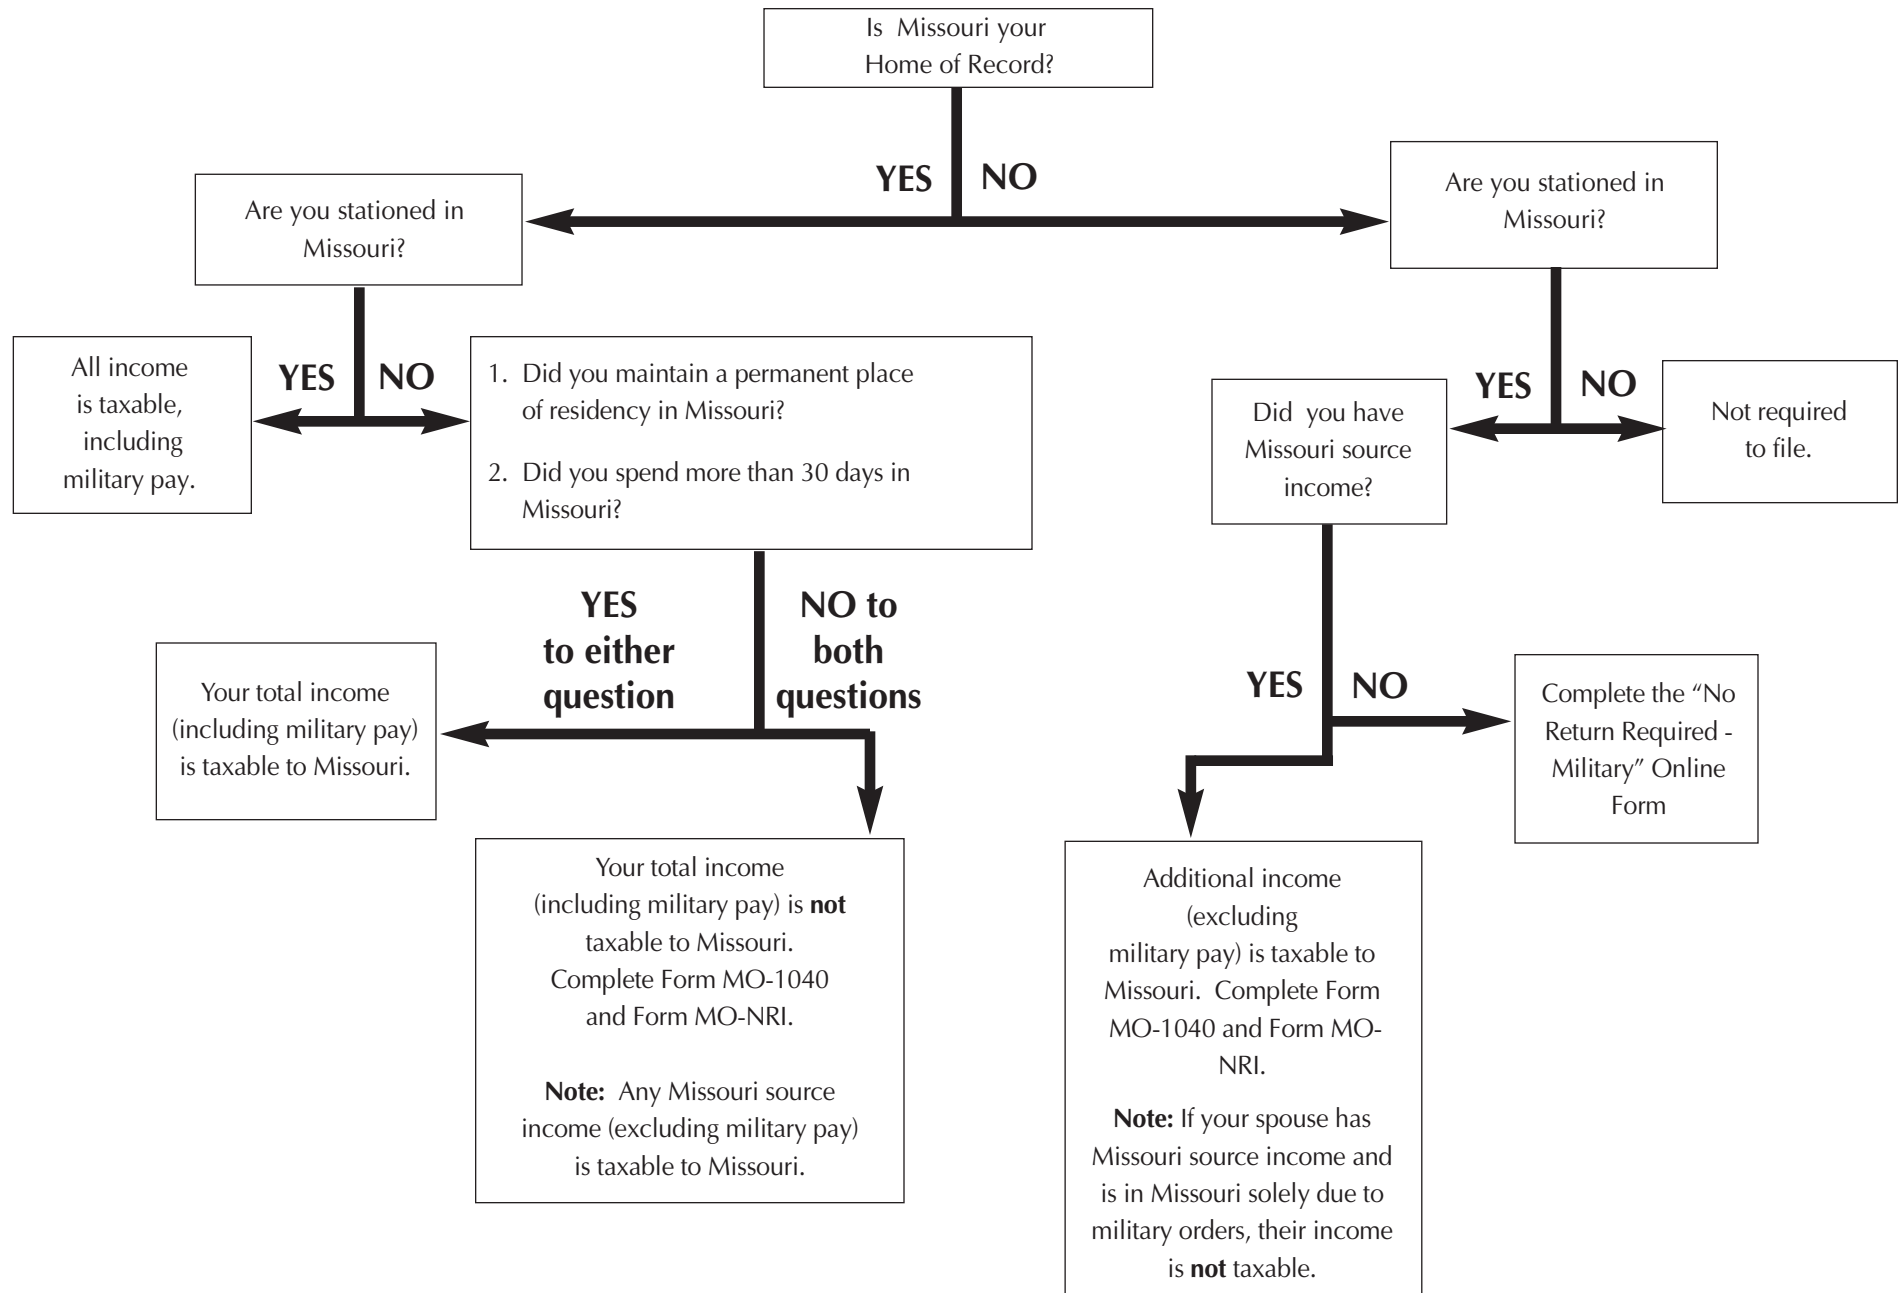 Is Missouri your
Home of Record?
YES NO
Are you stationed in
Missouri?
Are you stationed in
Missouri?
YES NO
All income
is taxable,
including
military pay.
1. Did you maintain a permanent place
of residency in Missouri?
2. Did you spend more than 30 days in
Missouri?
YES NO
Did you have
Missouri source
income?
Not required
to file.
YES
to either
question
NO to
both
questions
Your total income
(including military pay)
is taxable to Missouri.
Your total income
(including military pay) is not
taxable to Missouri.
Complete Form MO-1040
and Form MO-NRI.
Note: Any Missouri source
income (excluding military pay)
is taxable to Missouri.
YES NO
Complete the “No
Return Required -
Military” Online
Form
Additional income
(excluding
military pay) is taxable to
Missouri. Complete Form
MO-1040 and Form MO-
NRI.
Note: If your spouse has
Missouri source income and
is in Missouri solely due to
military orders, their income
is not taxable.